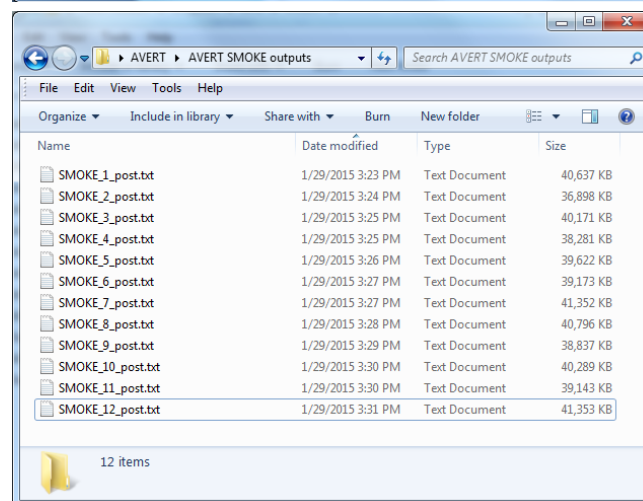 AVERT ▸ AVERT SMOKE outputs Search AVERT SMOKE outputs
File Edit View Tools Help
Organize Include in library Share with Burn New folder
Name Date modified Type Size
SMOKE_1_post.txt 1/29/2015 3:23 PM Text Document 40,637 KB
SMOKE_2_post.txt 1/29/2015 3:24 PM Text Document 36,898 KB
SMOKE_3_post.txt 1/29/2015 3:25 PM Text Document 40,171 KB
SMOKE_4_post.txt 1/29/2015 3:25 PM Text Document 38,281 KB
SMOKE_5_post.txt 1/29/2015 3:26 PM Text Document 39,622 KB
SMOKE_6_post.txt 1/29/2015 3:27 PM Text Document 39,173 KB
SMOKE_7_post.txt 1/29/2015 3:27 PM Text Document 41,352 KB
SMOKE_8_post.txt 1/29/2015 3:28 PM Text Document 40,796 KB
SMOKE_9_post.txt 1/29/2015 3:29 PM Text Document 38,837 KB
SMOKE_10_post.txt 1/29/2015 3:30 PM Text Document 40,289 KB
SMOKE_11_post.txt 1/29/2015 3:30 PM Text Document 39,143 KB
SMOKE_12_post.txt 1/29/2015 3:31 PM Text Document 41,353 KB
12 items